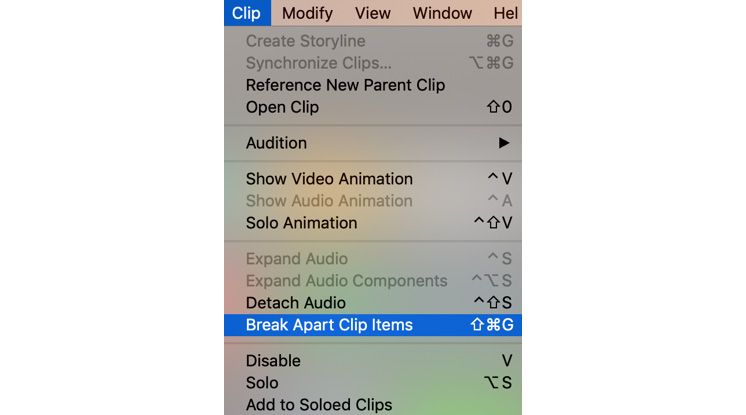 Clip Modify View Window Hel
Create Storyline ⌘G
Synchronize Clips... ⌥⌘G
Reference New Parent Clip
Open Clip ⇧0
Audition ▶
Show Video Animation ^V
Show Audio Animation ^A
Solo Animation ^⇧V
Expand Audio ^S
Expand Audio Components ^⌥S
Detach Audio ^⇧S
Break Apart Clip Items ⇧⌘G
Disable V
Solo ⌥S
Add to Soloed Clips